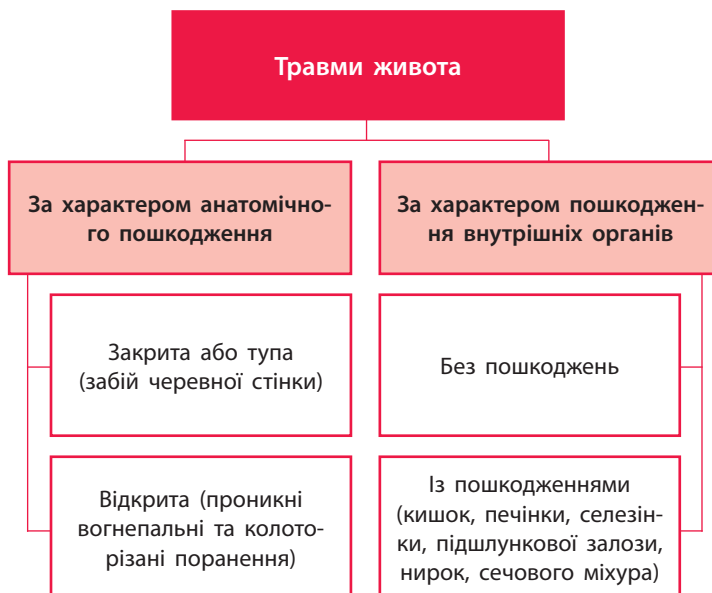 Травми живота
За характером анатомічно-
го пошкодження
За характером пошкоджен-
ня внутрішніх органів
Закрита або тупа
(забій черевної стінки)
Без пошкоджень
Відкрита (проникні
вогнепальні та колото-
різані поранення)
Із пошкодженнями
(кишок, печінки, селезін-
ки, підшлункової залози,
нирок, сечового міхура)